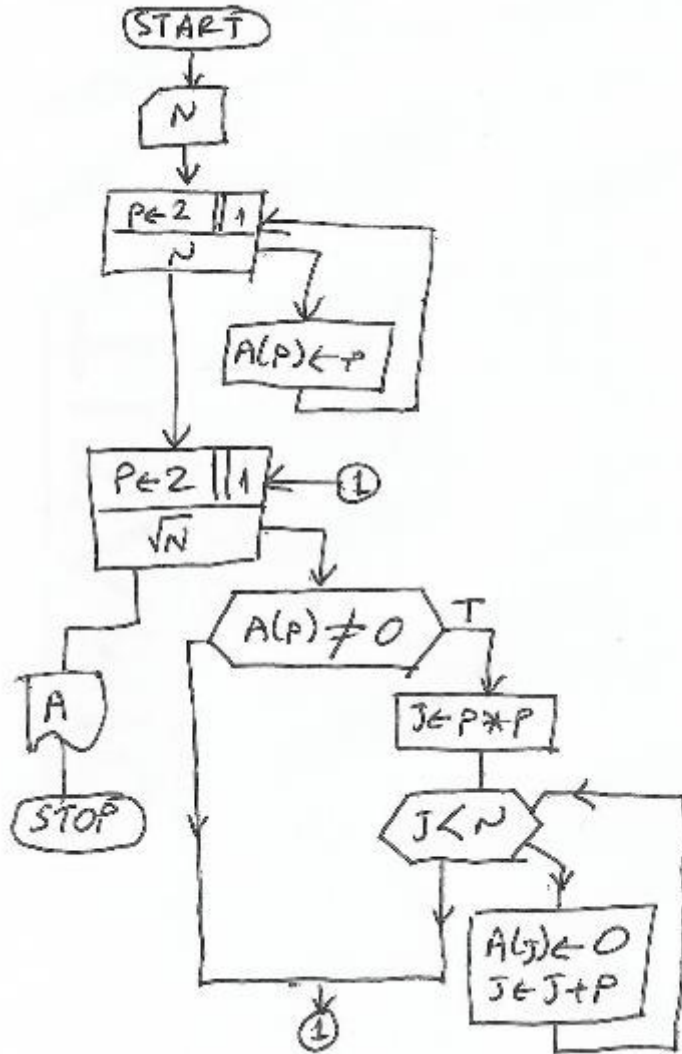 START
N
P←2 || 1
N
A(P)←P
P←2 || 1
①
√N
A(P)≠0
T
A
J←P*P
STOP
J<N
A(J)←0
J←J+P
①